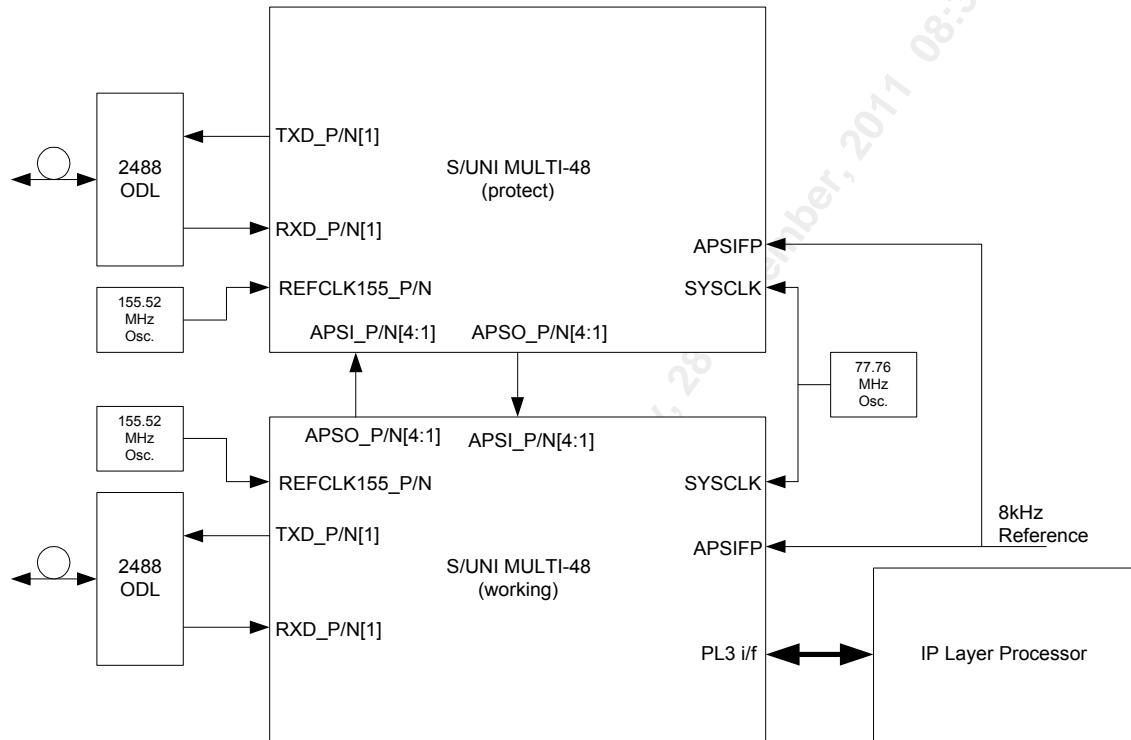 TXD_P/N[1]
2488
ODL
S/UNI MULTI-48
(protect)
RXD_P/N[1]
APSIFP
155.52
MHz
Osc.
REFCLK155_P/N
SYSCLK
APSI_P/N[4:1]
APSO_P/N[4:1]
77.76
MHz
Osc.
155.52
MHz
Osc.
APSO_P/N[4:1]
APSI_P/N[4:1]
REFCLK155_P/N
SYSCLK
8kHz
Reference
TXD_P/N[1]
2488
ODL
S/UNI MULTI-48
(working)
APSIFP
RXD_P/N[1]
PL3 i/f
IP Layer Processor
2011